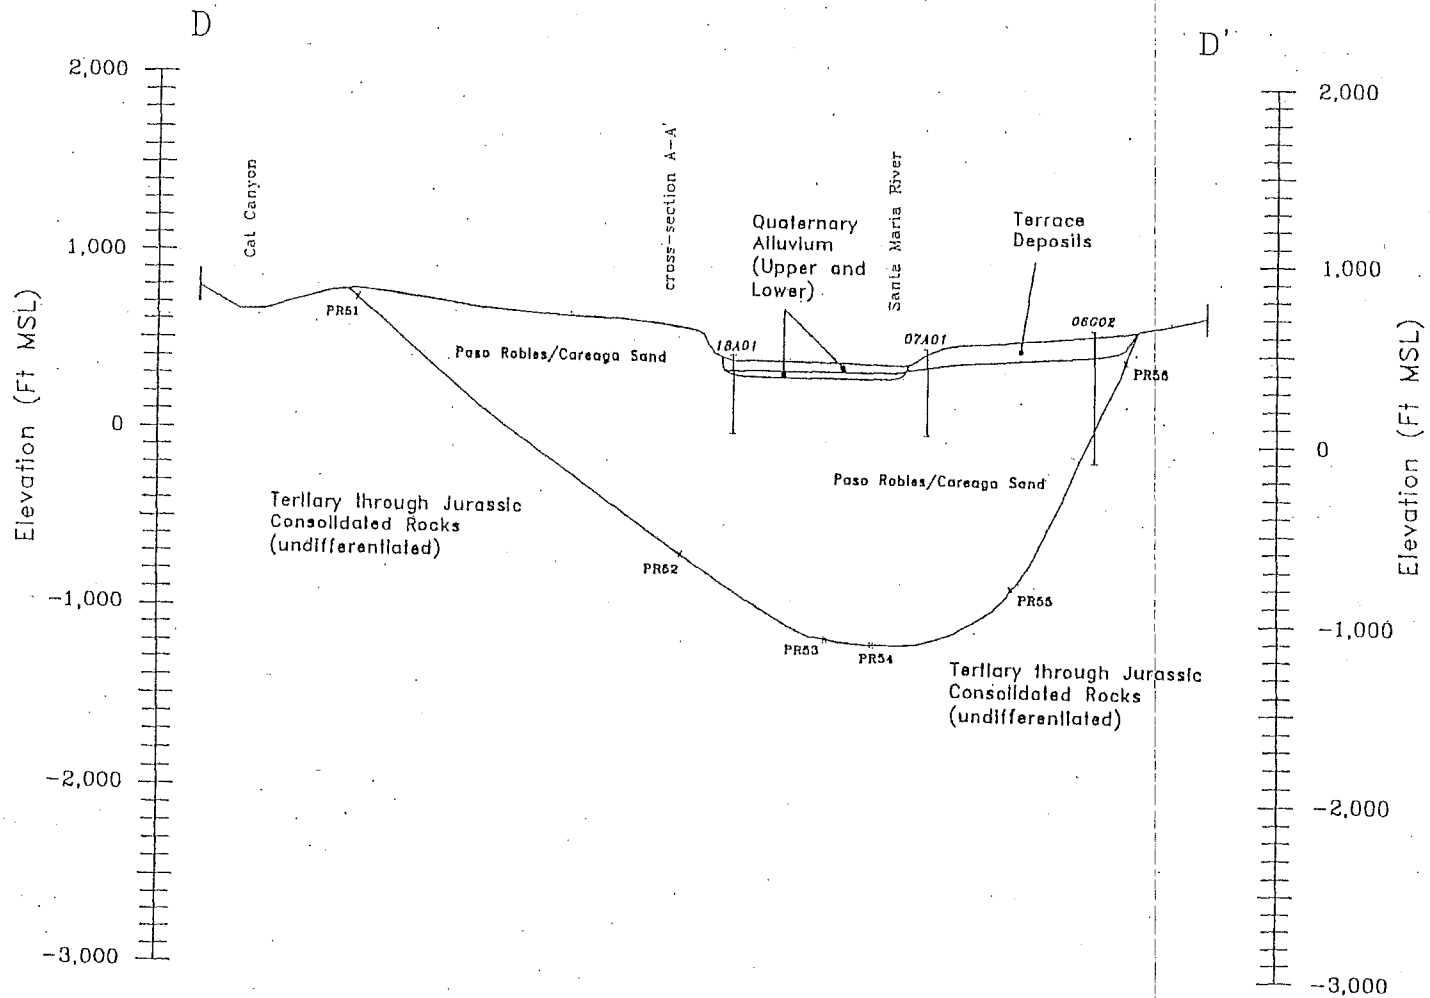 D
D'
2,000
1,000
0
-1,000
-2,000
-3,000
Elevation (Ft MSL)
Cat Canyon
cross-section A-A'
Quaternary
Alluvium
(Upper and
Lower)
Santa Maria River
Terrace
Deposits
PR51
Paso Robles/Careaga Sand
18A01
07A01
06G02
PR56
Paso Robles/Careaga Sand
Tertiary through Jurassic
Consolidated Rocks
(undifferentiated)
PR52
PR53
PR54
PR55
Tertiary through Jurassic
Consolidated Rocks
(undifferentiated)
2,000
1,000
0
-1,000
-2,000
-3,000
Elevation (Ft MSL)